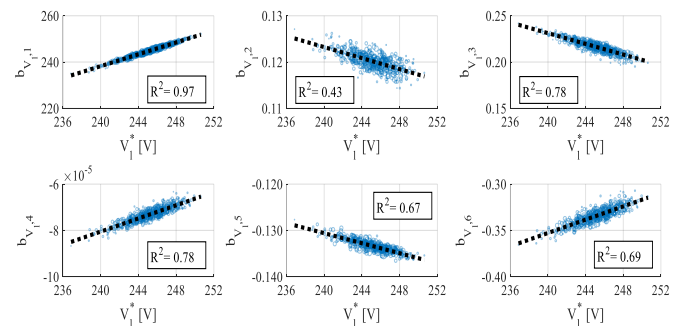 260
240
220
b_{V_1,1}
R^2= 0.97
236 240 244 248 252
V_1^* [V]
0.13
0.12
0.11
b_{V_1,2}
R^2= 0.43
236 240 244 248 252
V_1^* [V]
0.25
0.20
0.15
b_{V_1,3}
R^2= 0.78
236 240 244 248 252
V_1^* [V]
×10^{-5}
-6
-8
-10
b_{V_1,4}
R^2= 0.78
236 240 244 248 252
V_1^* [V]
-0.120
-0.130
-0.140
b_{V_1,5}
R^2= 0.67
236 240 244 248 252
V_1^* [V]
-0.30
-0.35
-0.40
b_{V_1,6}
R^2= 0.69
236 240 244 248 252
V_1^* [V]